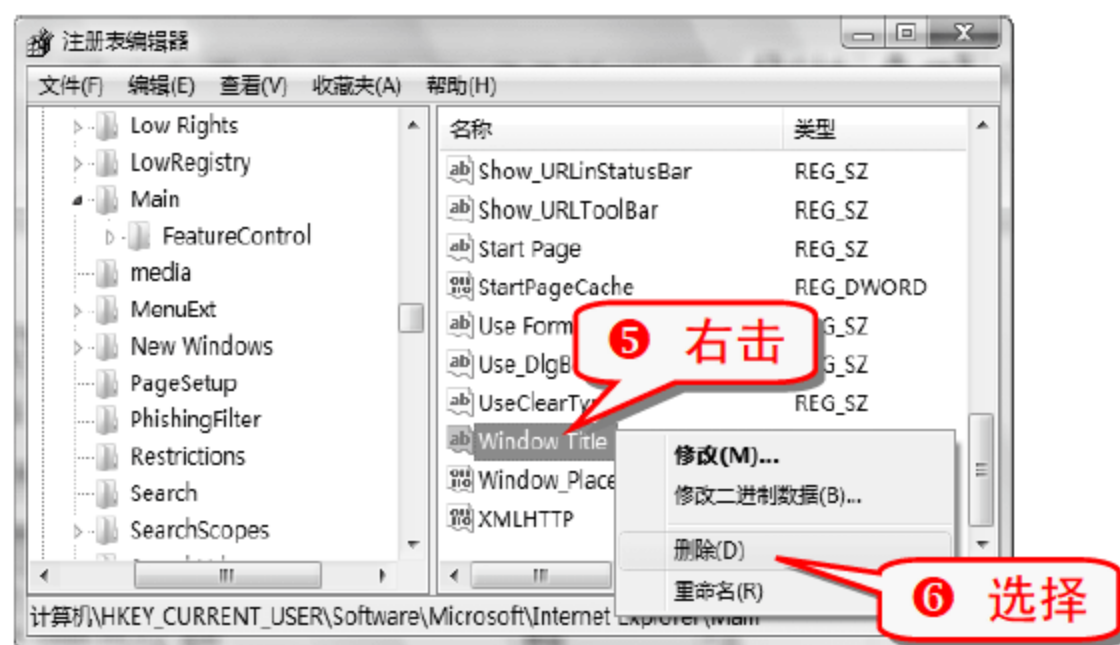 注册表编辑器
文件(F) 编辑(E) 查看(V) 收藏夹(A) 帮助(H)
Low Rights
LowRegistry
Main
FeatureControl
media
MenuExt
New Windows
PageSetup
PhishingFilter
Restrictions
Search
SearchScopes
名称 类型
Show_URLinStatusBar REG_SZ
Show_URLToolBar REG_SZ
Start Page REG_SZ
StartPageCache REG_DWORD
Use Form G_SZ
Use_DlgB G_SZ
UseClearTy REG_SZ
Window Title
Window_Place
XMLHTTP
❺ 右击
修改(M)...
修改二进制数据(B)...
删除(D)
重命名(R)
❻ 选择
计算机\HKEY_CURRENT_USER\Software\Microsoft\Internet Explorer\Main